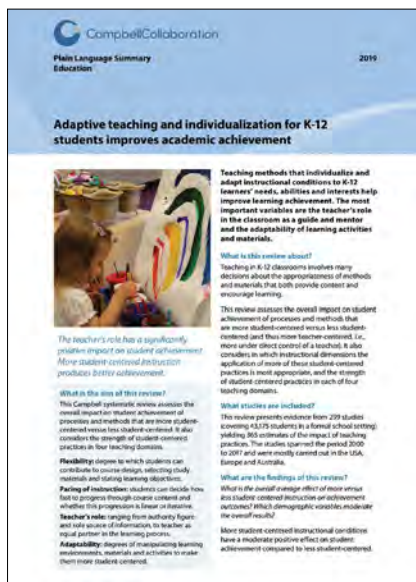 CampbellCollaboration
Plain Language Summary
Education
2019
Adaptive teaching and individualization for K-12
students improves academic achievement
The teacher's role has a significantly
positive impact on student achievement.
More student-centered instruction
produces better achievement.
What is the aim of this review?
This Campbell systematic review assesses the
overall impact on student achievement of
processes and methods that are more student-
centered versus less student-centered. It also
considers the strength of student-centered
practices in four teaching domains.
Flexibility: degree to which students can
contribute to course design, selecting study
materials and stating learning objectives.
Pacing of instruction: students can decide how
fast to progress through course content and
whether this progression is linear or iterative.
Teacher's role: ranging from authority figure
and sole source of information, to teacher as
equal partner in the learning process.
Adaptability: degrees of manipulating learning
environments, materials and activities to make
them more student-centered.
Teaching methods that individualize and
adapt instructional conditions to K-12
learners' needs, abilities and interests help
improve learning achievement. The most
important variables are the teacher's role
in the classroom as a guide and mentor
and the adaptability of learning activities
and materials.
What is this review about?
Teaching in K-12 classrooms involves many
decisions about the appropriateness of methods
and materials that both provide content and
encourage learning.
This review assesses the overall impact on student
achievement of processes and methods that
are more student-centered versus less student-
centered (and thus more teacher-centered, i.e.,
more under direct control of a teacher). It also
considers in which instructional dimensions the
application of more of these student-centered
practices is most appropriate, and the strength
of student-centered practices in each of four
teaching domains.
What studies are included?
This review presents evidence from 299 studies
(covering 43,175 students in a formal school setting)
yielding 365 estimates of the impact of teaching
practices. The studies spanned the period 2000
to 2017 and were mostly carried out in the USA,
Europe and Australia.
What are the findings of this review?
What is the overall average effect of more versus
less student-centered instruction on achievement
outcomes? Which demographic variables moderate
the overall results?
More student-centered instructional conditions
have a moderate positive effect on student
achievement compared to less student-centered.